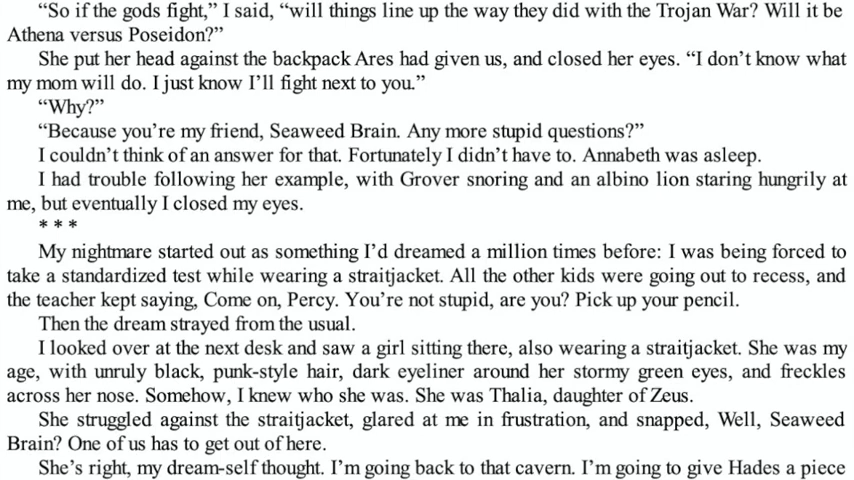 “So if the gods fight,” I said, “will things line up the way they did with the Trojan War? Will it be
Athena versus Poseidon?”
She put her head against the backpack Ares had given us, and closed her eyes. “I don’t know what
my mom will do. I just know I’ll fight next to you.”
“Why?”
“Because you’re my friend, Seaweed Brain. Any more stupid questions?”
I couldn’t think of an answer for that. Fortunately I didn’t have to. Annabeth was asleep.
I had trouble following her example, with Grover snoring and an albino lion staring hungrily at
me, but eventually I closed my eyes.
* * *
My nightmare started out as something I’d dreamed a million times before: I was being forced to
take a standardized test while wearing a straitjacket. All the other kids were going out to recess, and
the teacher kept saying, Come on, Percy. You’re not stupid, are you? Pick up your pencil.
Then the dream strayed from the usual.
I looked over at the next desk and saw a girl sitting there, also wearing a straitjacket. She was my
age, with unruly black, punk-style hair, dark eyeliner around her stormy green eyes, and freckles
across her nose. Somehow, I knew who she was. She was Thalia, daughter of Zeus.
She struggled against the straitjacket, glared at me in frustration, and snapped, Well, Seaweed
Brain? One of us has to get out of here.
She’s right, my dream-self thought. I’m going back to that cavern. I’m going to give Hades a piece